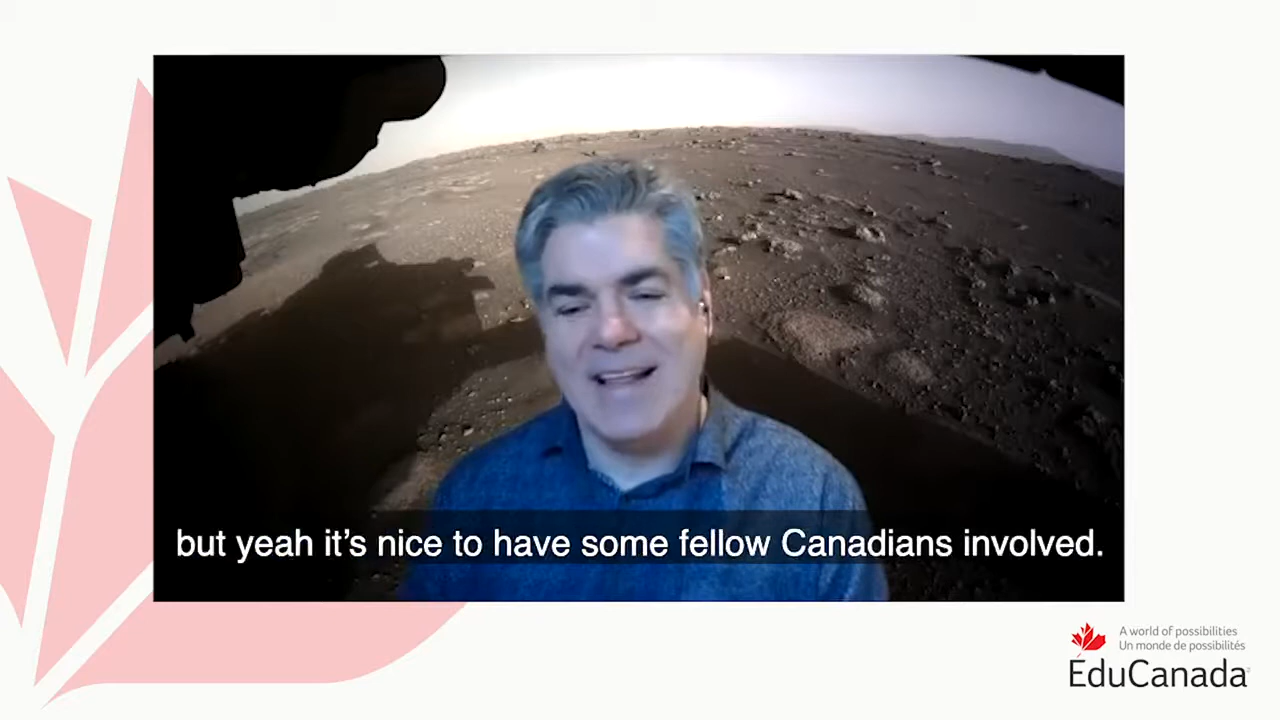 but yeah it’s nice to have some fellow Canadians involved.
A world of possibilities
Un monde de possibilités
ÉduCanada